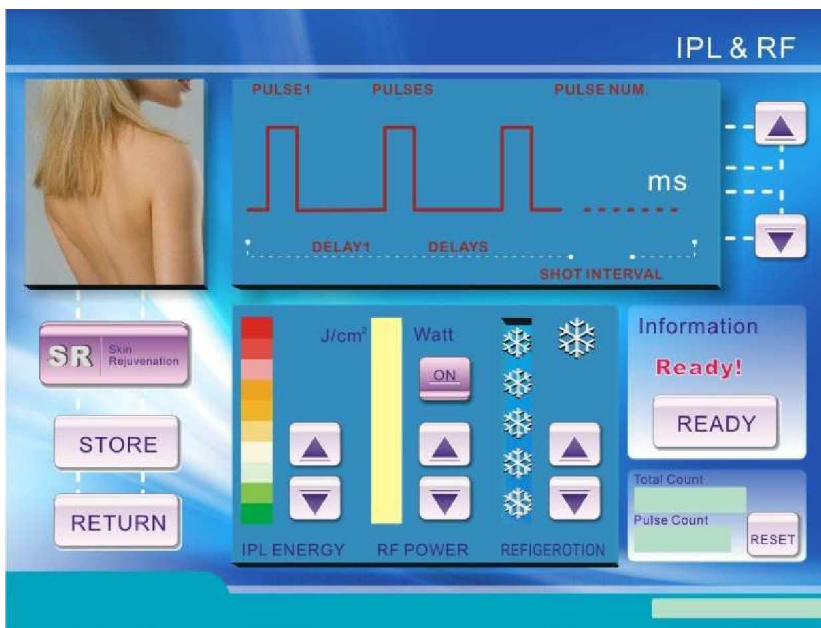 IPL & RF
PULSE1 PULSES PULSE NUM.
ms
DELAY1 DELAYS
SHOT INTERVAL
SR Skin Rejuvenation
STORE
RETURN
J/cm² Watt
ON
IPL ENERGY RF POWER REFIGEROTION
Information
Ready!
READY
Total Count
Pulse Count
RESET